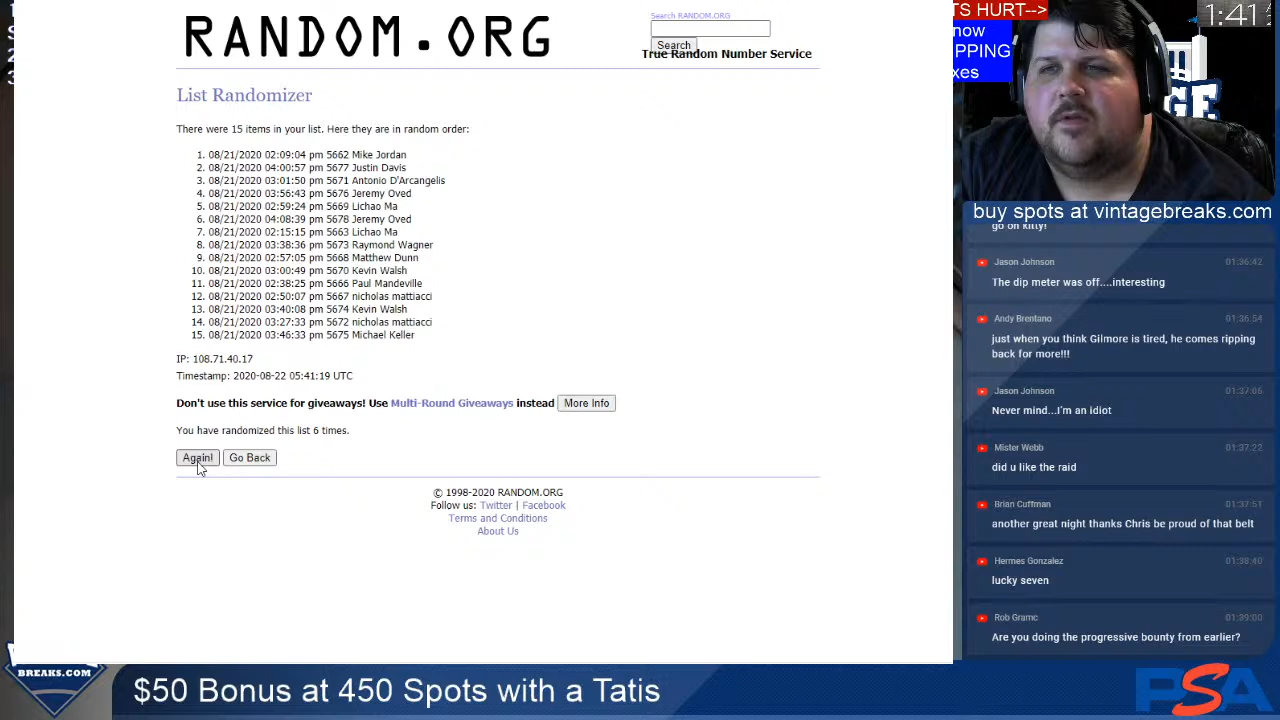 RANDOM.ORG
Search RANDOM.ORG
Search
True Random Number Service
List Randomizer
There were 15 items in your list. Here they are in random order:
1. 08/21/2020 02:09:04 pm 5662 Mike Jordan
2. 08/21/2020 04:00:57 pm 5677 Justin Davis
3. 08/21/2020 03:01:50 pm 5671 Antonio D'Arcangelis
4. 08/21/2020 03:56:43 pm 5676 Jeremy Oved
5. 08/21/2020 02:59:24 pm 5669 Lichao Ma
6. 08/21/2020 04:08:39 pm 5678 Jeremy Oved
7. 08/21/2020 02:15:15 pm 5663 Lichao Ma
8. 08/21/2020 03:38:36 pm 5673 Raymond Wagner
9. 08/21/2020 02:57:05 pm 5668 Matthew Dunn
10. 08/21/2020 03:00:49 pm 5670 Kevin Walsh
11. 08/21/2020 02:38:25 pm 5666 Paul Mandeville
12. 08/21/2020 02:50:07 pm 5667 nicholas mattiacci
13. 08/21/2020 03:40:08 pm 5674 Kevin Walsh
14. 08/21/2020 03:27:33 pm 5672 nicholas mattiacci
15. 08/21/2020 03:46:33 pm 5675 Michael Keller
IP: 108.71.40.17
Timestamp: 2020-08-22 05:41:19 UTC
Don't use this service for giveaways! Use Multi-Round Giveaways instead More Info
You have randomized this list 6 times.
Again! Go Back
© 1998-2020 RANDOM.ORG
Follow us: Twitter | Facebook
Terms and Conditions
About Us
TS HURT-->
now
IPPING
xes
1:41
buy spots at vintagebreaks.com
go on kitty!
Jason Johnson 01:36:42
The dip meter was off....interesting
Andy Brentano 01:36:54
just when you think Gilmore is tired, he comes ripping
back for more!!!
Jason Johnson 01:37:06
Never mind...I'm an idiot
Mister Webb 01:37:22
did u like the raid
Brian Cuffman 01:37:51
another great night thanks Chris be proud of that belt
Hermes Gonzalez 01:38:40
lucky seven
Rob Gramc 01:39:00
Are you doing the progressive bounty from earlier?
BREAKS.COM
$50 Bonus at 450 Spots with a Tatis
PSA